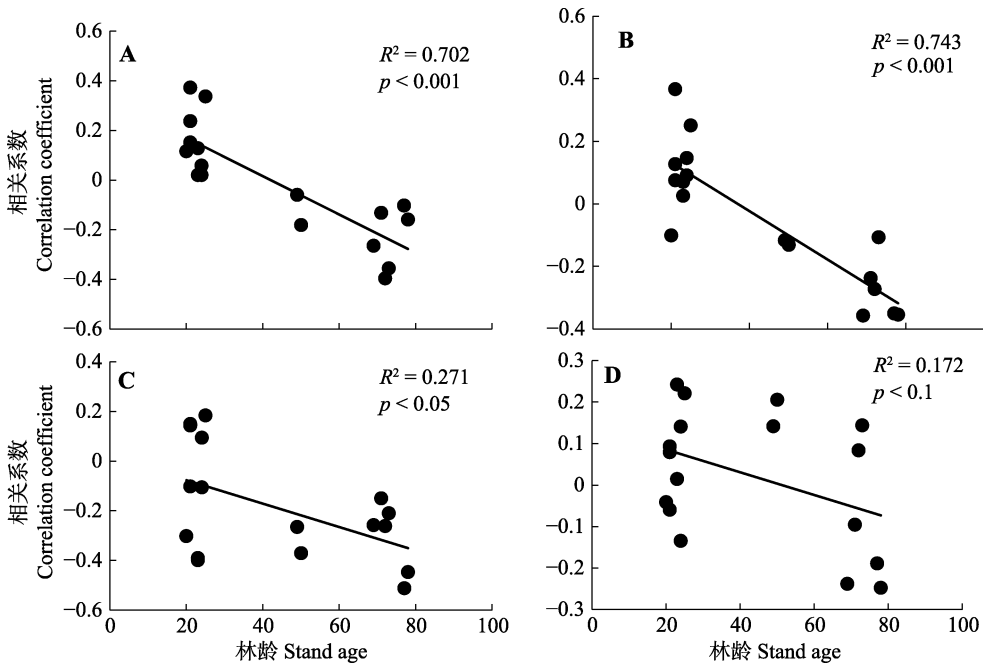 A
R² = 0.702
p < 0.001
0.6
0.4
0.2
0
−0.2
−0.4
−0.6
相关系数
Correlation coefficient
B
R² = 0.743
p < 0.001
0.6
0.4
0.2
0
−0.2
−0.4
C
R² = 0.271
p < 0.05
0.4
0.2
0
−0.2
−0.4
−0.6
相关系数
Correlation coefficient
0 20 40 60 80 100
林龄 Stand age
D
R² = 0.172
p < 0.1
0.3
0.2
0.1
0
−0.1
−0.2
−0.3
0 20 40 60 80 100
林龄 Stand age